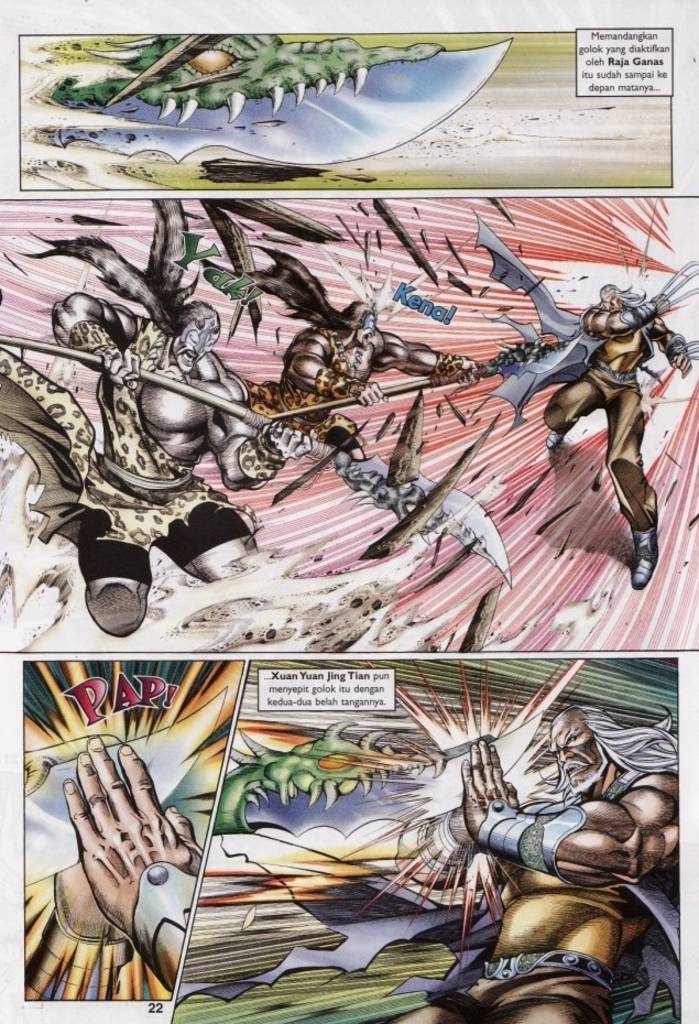 Memandangkan
golok yang diaktifkan
oleh Raja Ganas
itu sudah sampai ke
depan matanya...
Yak!
Kena!
PAP!
...Xuan Yuan Jing Tian pun
menyepit golok itu dengan
kedua-dua belah tangannya.
22